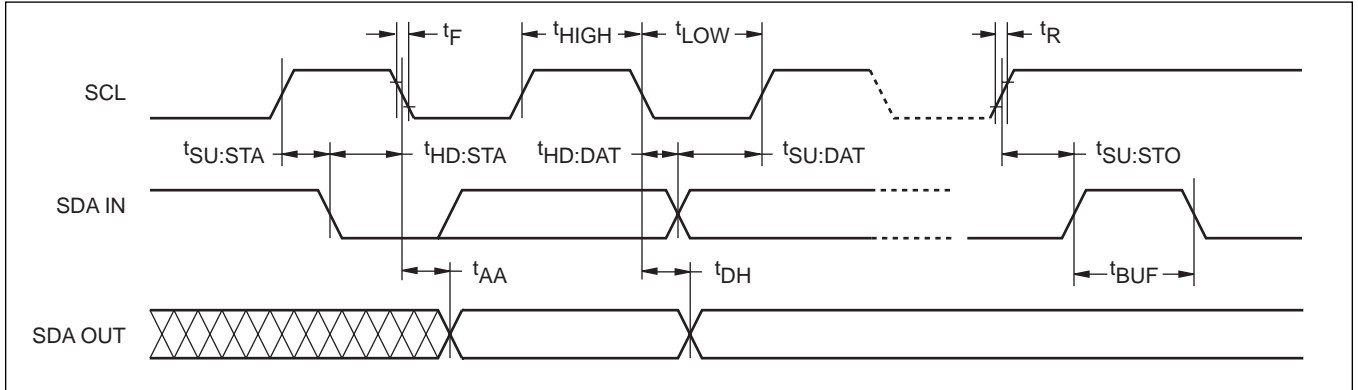 tF tHIGH tLOW tR
SCL
tSU:STA tHD:STA tHD:DAT tSU:DAT tSU:STO
SDA IN
tAA tDH tBUF
SDA OUT